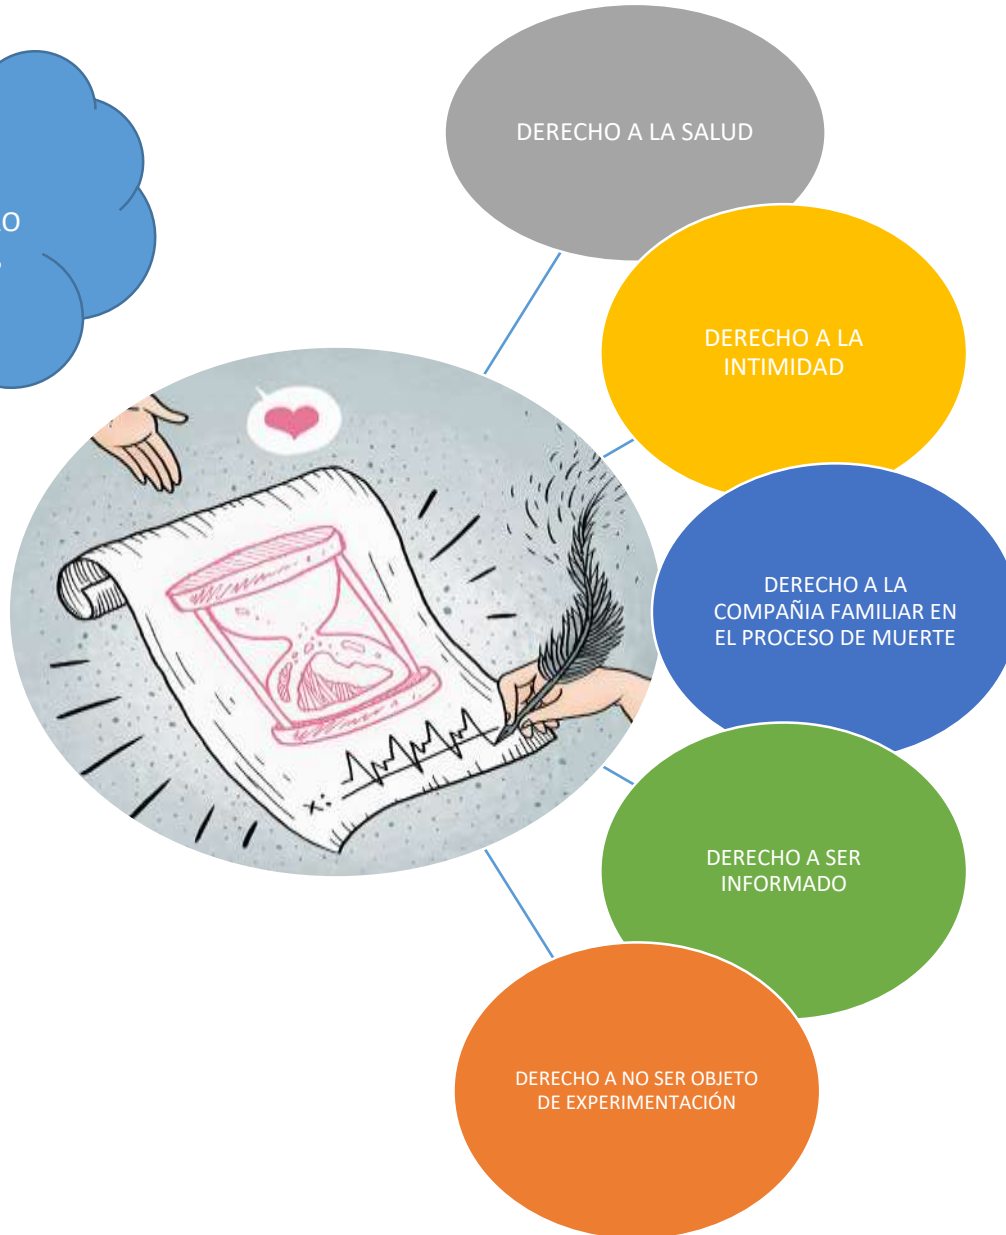 DERECHO A LA SALUD
DERECHO A LA
INTIMIDAD
DERECHO A LA
COMPAÑIA FAMILIAR EN
EL PROCESO DE MUERTE
DERECHO A SER
INFORMADO
DERECHO A NO SER OBJETO
DE EXPERIMENTACIÓN
x: